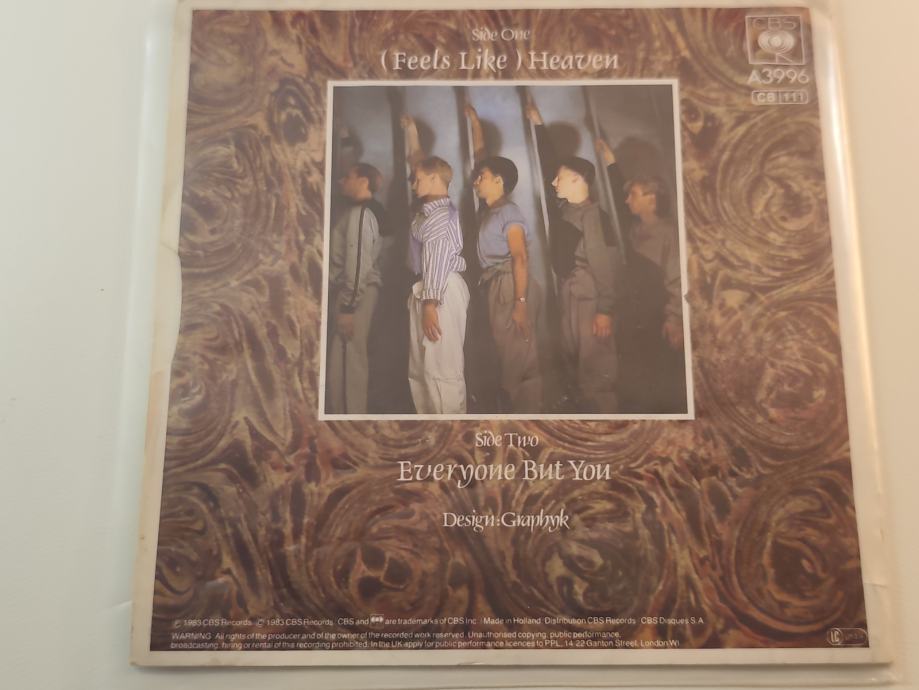 Side One
(Feels Like) Heaven
CBS
A3996
CB 111
Side Two
Everyone But You
Design: Graphyk
℗ 1983 CBS Records © 1983 CBS Records CBS and are trademarks of CBS Inc / Made in Holland Distribution CBS Records CBS Disques S.A
WARNING: All rights of the producer and of the owner of the recorded work reserved. Unauthorised copying, public performance,
broadcasting, hiring or rental of this recording prohibited. In the UK apply for public performance licences to PPL, 14-22 Ganton Street, London W1
LC